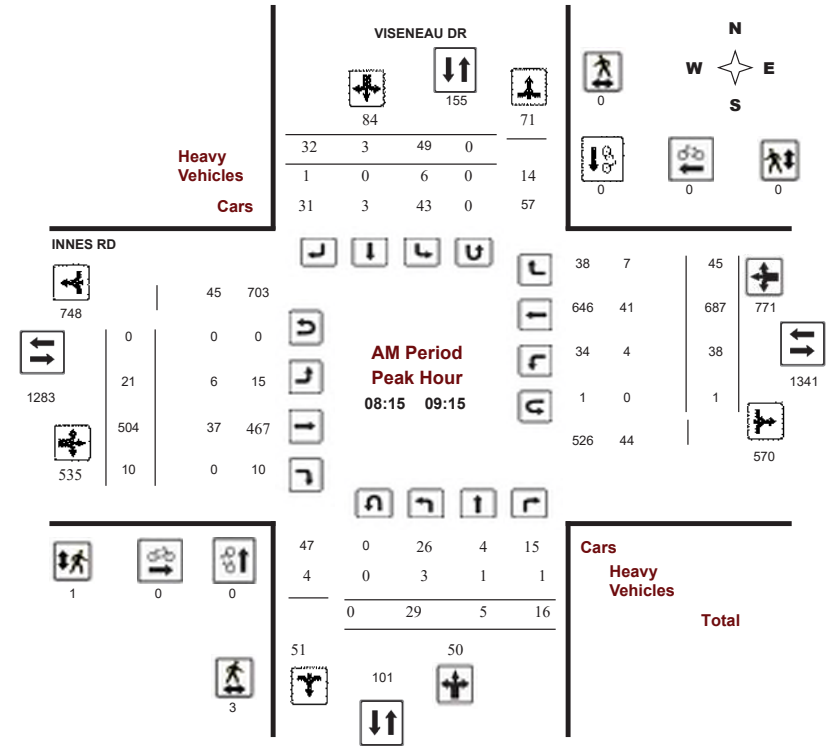 VISENEAU DR
N
W E
S
155
0
84
71
32 3 49 0
Heavy
Vehicles
1 0 6 0 14
0 0 0
Cars
31 3 43 0 57
INNES RD
38 7 45
748
45 703
646 41 687 771
0 0 0
AM Period
Peak Hour
08:15 09:15
34 4 38
1341
1283
21 6 15
1 0 1
504 37 467
526 44
570
535
10 0 10
47 0 26 4 15
Cars
4 0 3 1 1
Heavy
Vehicles
1 0 0
0 29 5 16
Total
51
50
101
3